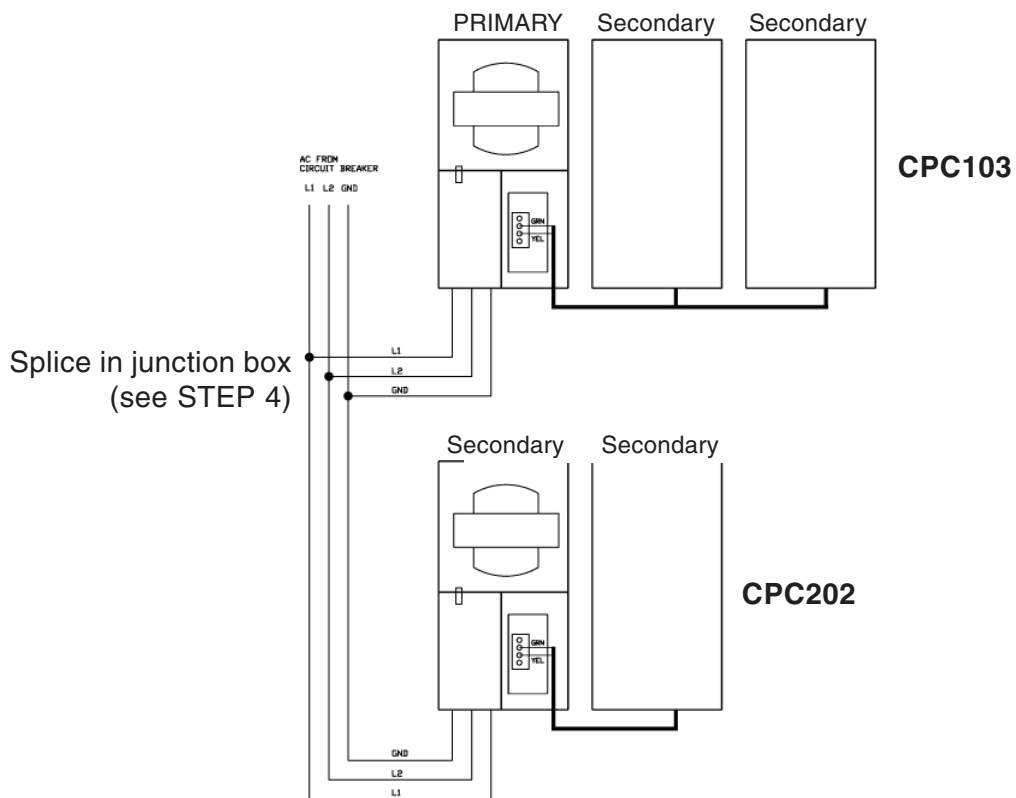 PRIMARY Secondary Secondary
AC FROM
CIRCUIT BREAKER
L1 L2 GND
CPC103
GRN
YEL
Splice in junction box
(see STEP 4)
L1
L2
GND
Secondary Secondary
CPC202
GRN
YEL
GND
L2
L1